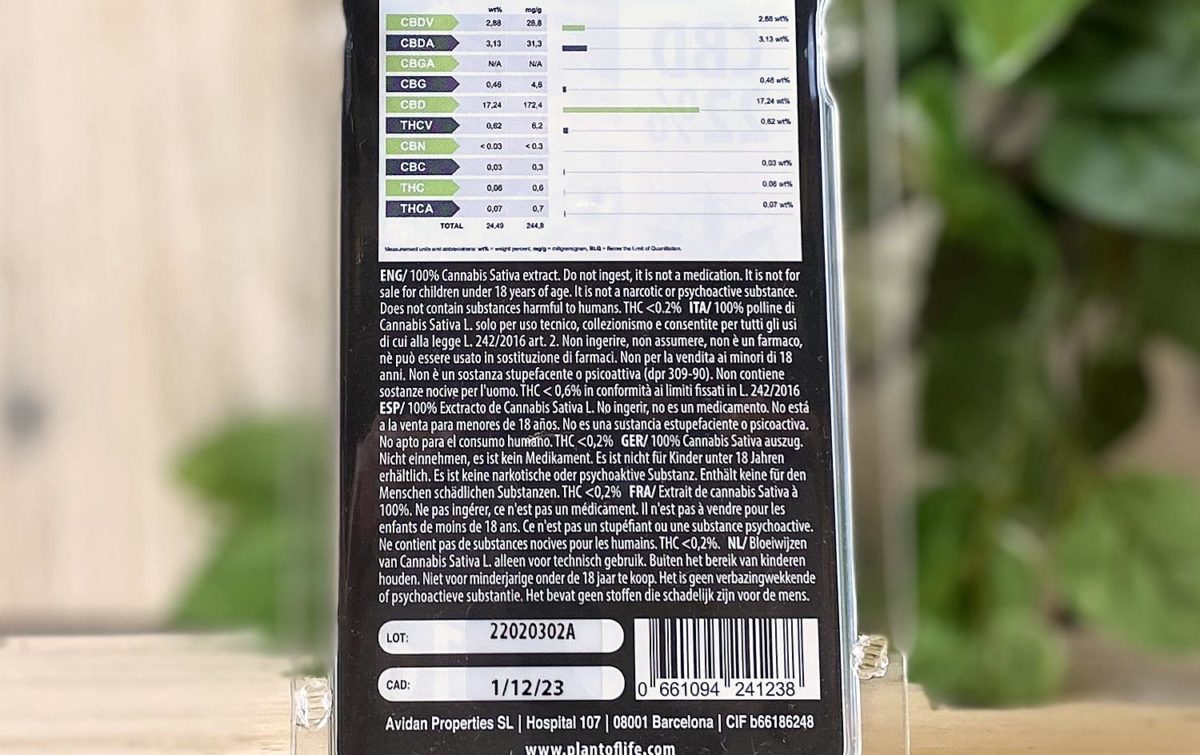 wt% mg/g
CBDV 2,88 28,8 2,88 wt%
CBDA 3,13 31,3 3,13 wt%
CBGA N/A N/A
CBG 0,46 4,6 0,46 wt%
CBD 17,24 172,4 17,24 wt%
THCV 0,62 6,2 0,62 wt%
CBN < 0.03 < 0.3
CBC 0,03 0,3 0,03 wt%
THC 0,06 0,6 0,06 wt%
THCA 0,07 0,7 0,07 wt%
TOTAL 24,49 244,9
Measurement units and abbreviations: wt% = weight percent, mg/g = milligrms/gram, BLQ = Below the Limit of Quantitation.
ENG/ 100% Cannabis Sativa extract. Do not ingest, it is not a medication. It is not for
sale for children under 18 years of age. It is not a narcotic or psychoactive substance.
Does not contain substances harmful to humans. THC <0.2% ITA/ 100% polline di
Cannabis Sativa L. solo per uso tecnico, collezionismo e consentite per tutti gli usi
di cui alla legge L. 242/2016 art. 2. Non ingerire, non assumere, non è un farmaco,
nè può essere usato in sostituzione di farmaci. Non per la vendita ai minori di 18
anni. Non è un sostanza stupefacente o psicoattiva (dpr 309-90). Non contiene
sostanze nocive per l'uomo. THC < 0,6% in conformità ai limiti fissati in L. 242/2016
ESP/ 100% Exctracto de Cannabis Sativa L. No ingerir, no es un medicamento. No está
a la venta para menores de 18 años. No es una sustancia estupefaciente o psicoactiva.
No apto para el consumo humano. THC <0,2% GER/ 100% Cannabis Sativa auszug.
Nicht einnehmen, es ist kein Medikament. Es ist nicht für Kinder unter 18 Jahren
erhältlich. Es ist keine narkotische oder psychoaktive Substanz. Enthält keine für den
Menschen schädlichen Substanzen. THC <0,2% FRA/ Extrait de cannabis Sativa à
100%. Ne pas ingérer, ce n'est pas un médicament. Il n'est pas à vendre pour les
enfants de moins de 18 ans. Ce n'est pas un stupéfiant ou une substance psychoactive.
Ne contient pas de substances nocives pour les humains. THC <0,2%. NL/ Bloeiwijzen
van Cannabis Sativa L. alleen voor technisch gebruik. Buiten het bereik van kinderen
houden. Niet voor minderjarige onder de 18 jaar te koop. Het is geen verbazingwekkende
of psychoactieve substantie. Het bevat geen stoffen die schadelijk zijn voor de mens.
LOT: 22020302A
CAD: 1/12/23
0 661094 241238
Avidan Properties SL | Hospital 107 | 08001 Barcelona | CIF b66186248
www.plantoflife.com